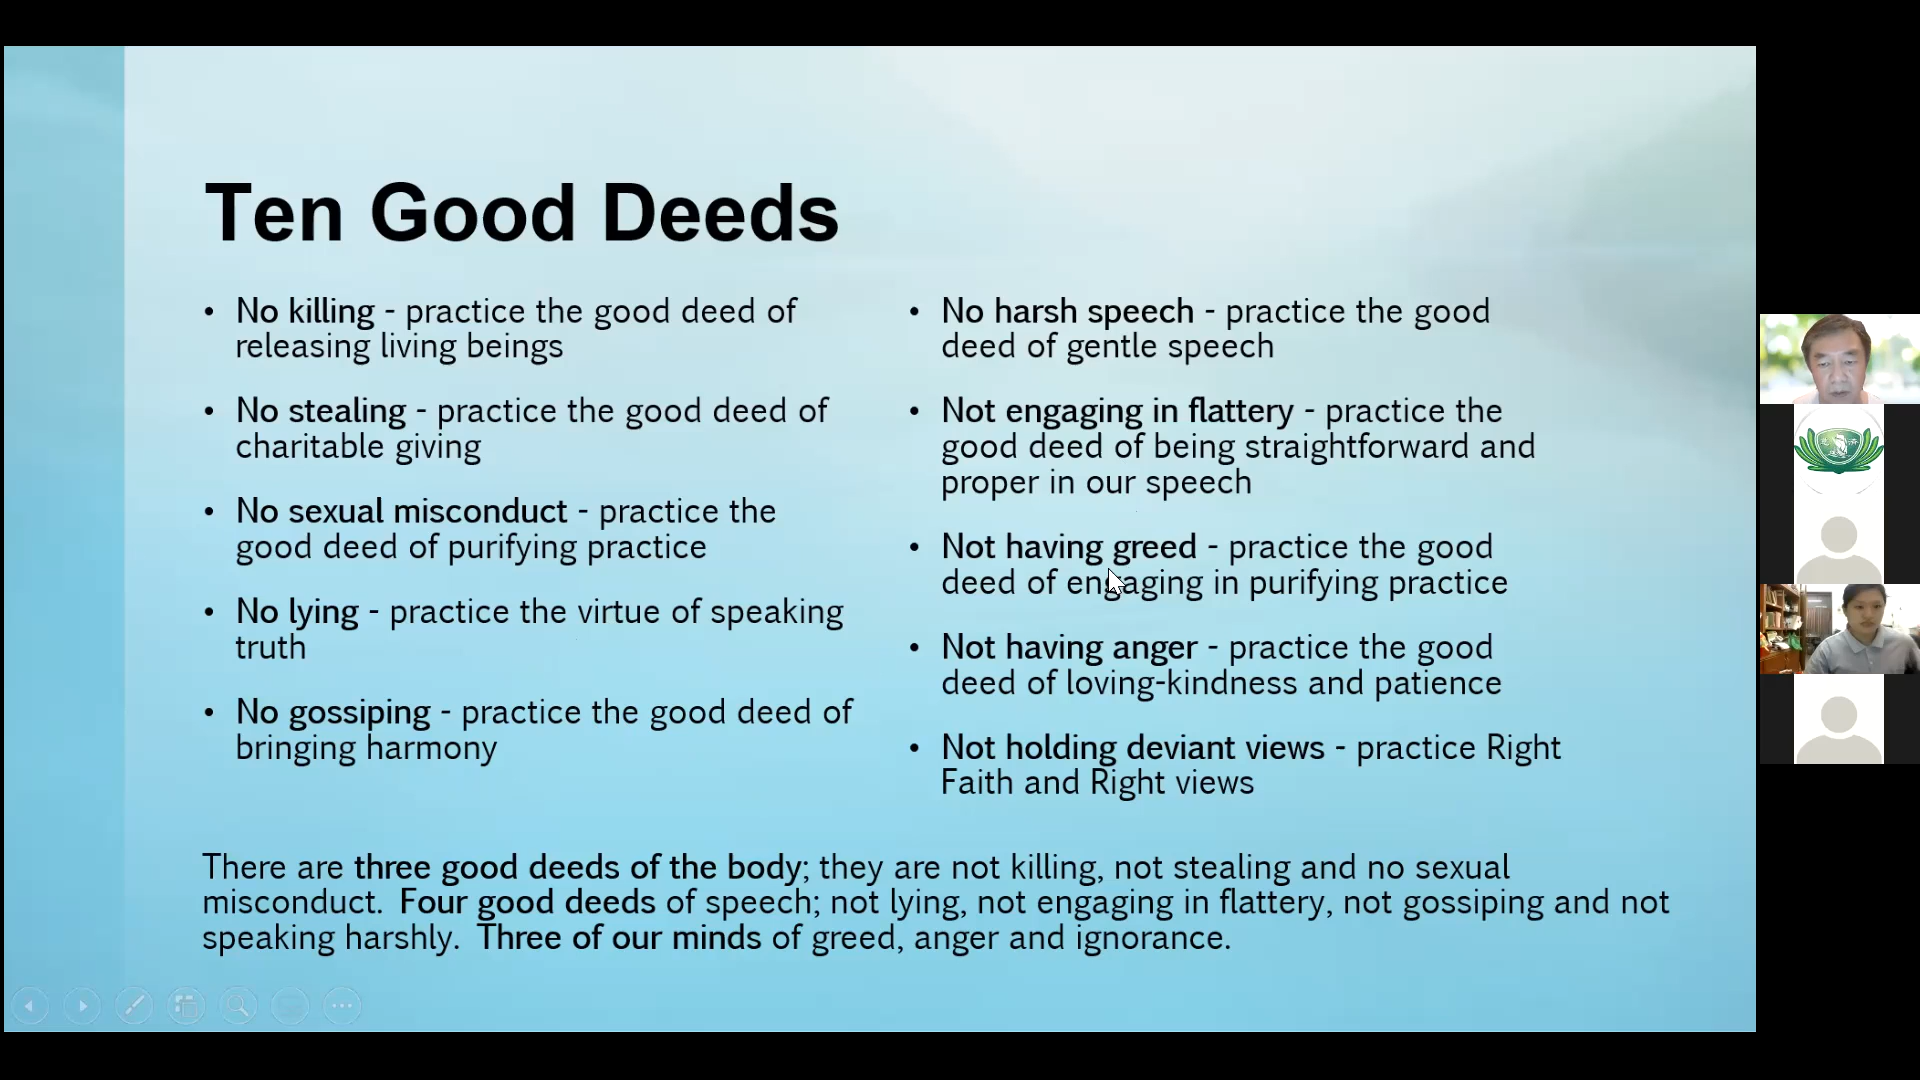 Ten Good Deeds
• No killing - practice the good deed of
releasing living beings
• No stealing - practice the good deed of
charitable giving
• No sexual misconduct - practice the
good deed of purifying practice
• No lying - practice the virtue of speaking
truth
• No gossiping - practice the good deed of
bringing harmony
• No harsh speech - practice the good
deed of gentle speech
• Not engaging in flattery - practice the
good deed of being straightforward and
proper in our speech
• Not having greed - practice the good
deed of engaging in purifying practice
• Not having anger - practice the good
deed of loving-kindness and patience
• Not holding deviant views - practice Right
Faith and Right views
There are three good deeds of the body; they are not killing, not stealing and no sexual
misconduct. Four good deeds of speech; not lying, not engaging in flattery, not gossiping and not
speaking harshly. Three of our minds of greed, anger and ignorance.